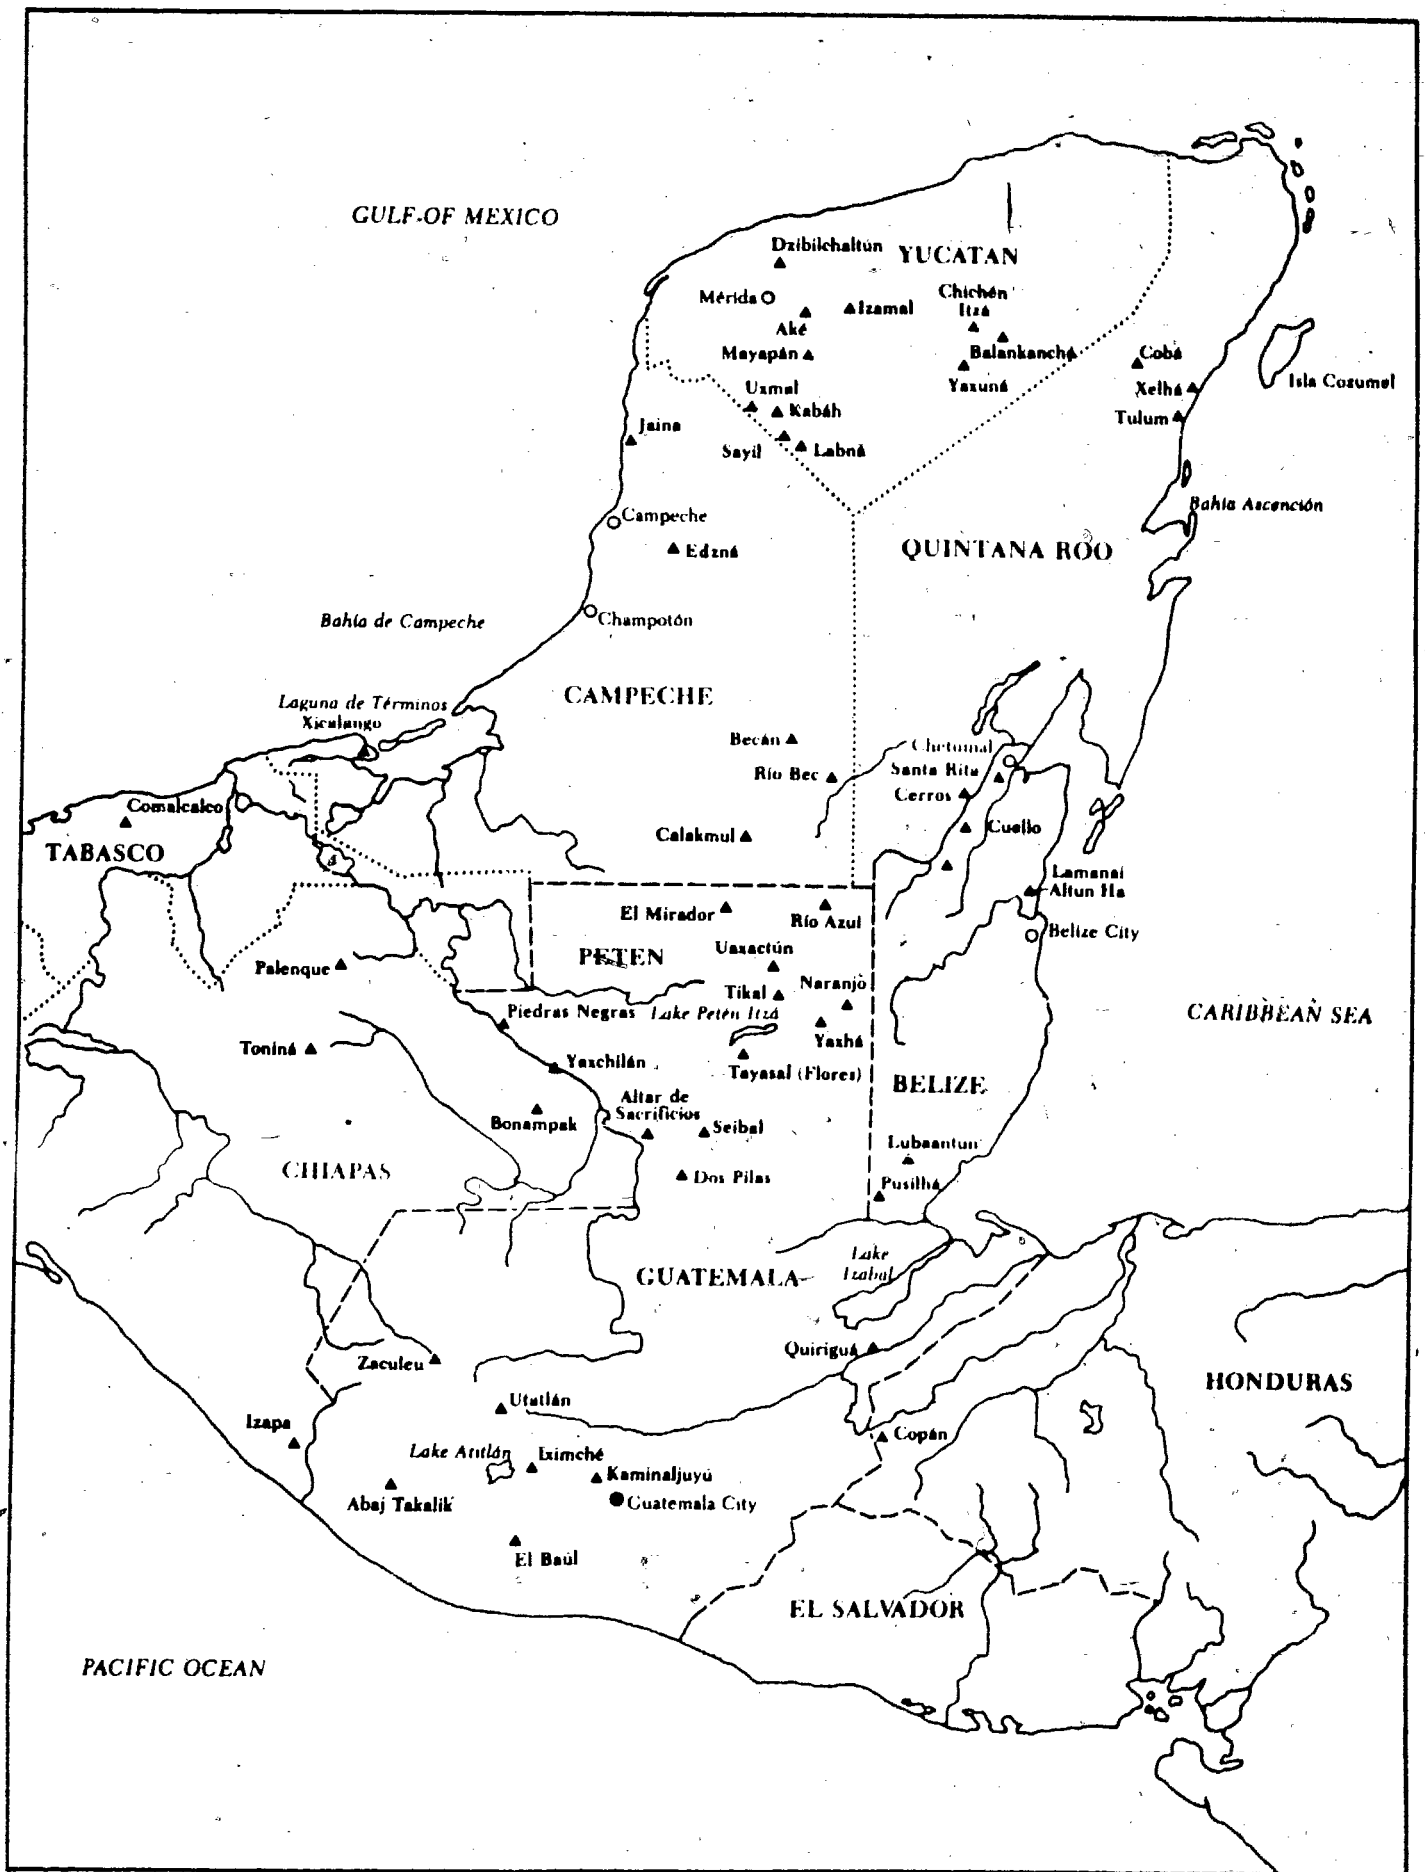 GULF OF MEXICO
Dzibilchaltún
YUCATAN
Mérida
Izamal
Chichén
Itzá
Aké
Mayapán
Balankanché
Cobá
Yaxuná
Xelhá
Isla Cozumel
Uxmal
Kabáh
Tulum
Jaina
Sayil
Labná
Bahía Ascención
Campeche
Edzná
QUINTANA ROO
Bahía de Campeche
Champotón
CAMPECHE
Laguna de Términos
Xicalango
Becán
Chetumal
Río Bec
Santa Rita
Cerros
Comalcalco
Calakmul
Cuello
TABASCO
Lamanai
Altun Ha
El Mirador
Río Azul
Belize City
PETEN
Uaxactún
Palenque
Tikal
Naranjo
Piedras Negras
Lake Petén Itzá
CARIBBEAN SEA
Toniná
Yaxhá
Yaxchilán
Tayasal (Flores)
BELIZE
Altar de
Sacrificios
Bonampak
Seibal
Lubaantun
CHIAPAS
Dos Pilas
Pusilhá
Lake
Izabal
GUATEMALA
Quiriguá
Zaculeu
HONDURAS
Utatlán
Izapa
Copán
Lake Atitlán
Iximché
Kaminaljuyú
Abaj Takalik
Guatemala City
El Baúl
EL SALVADOR
PACIFIC OCEAN